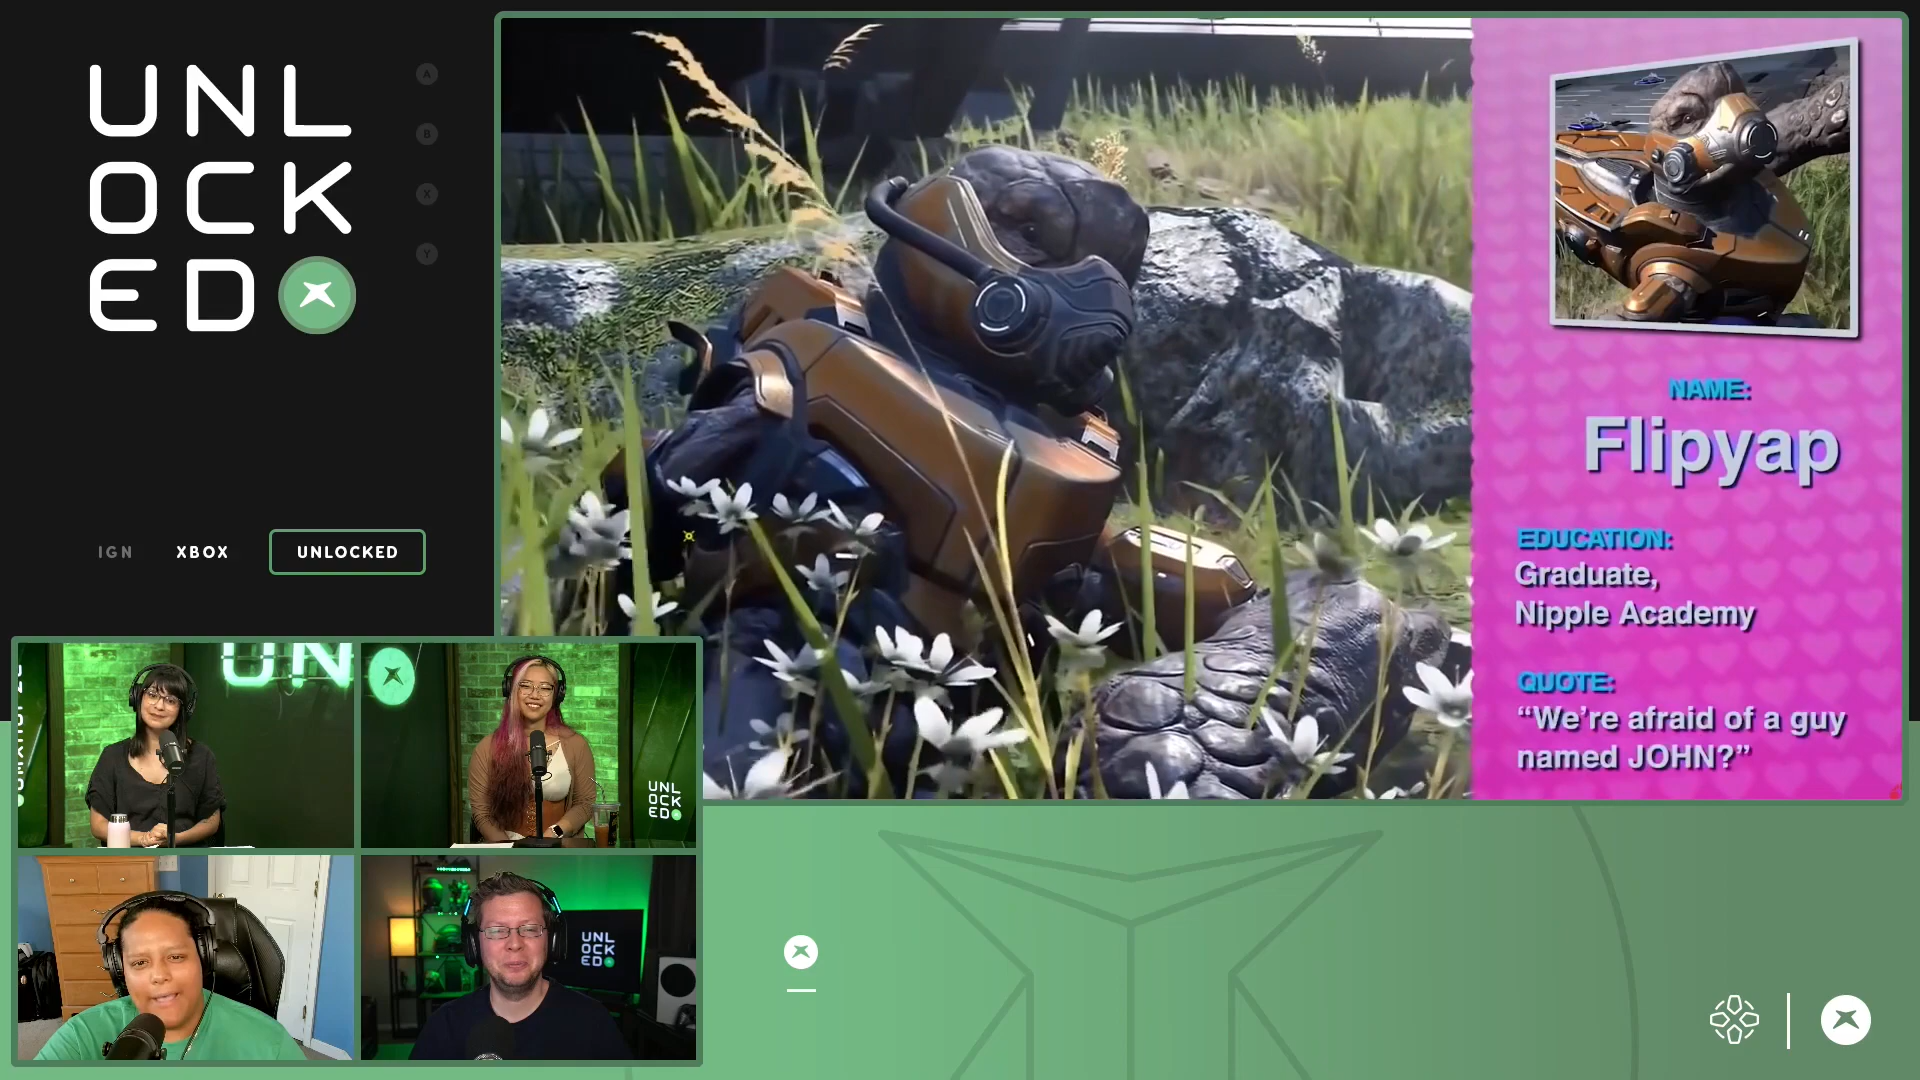 UNL
OCK
ED
A
B
X
Y
IGN
XBOX
UNLOCKED
NAME:
Flipyap
EDUCATION:
Graduate,
Nipple Academy
QUOTE:
“We’re afraid of a guy
named JOHN?”
UN
UNL
OCK
ED
UNL
OCK
ED